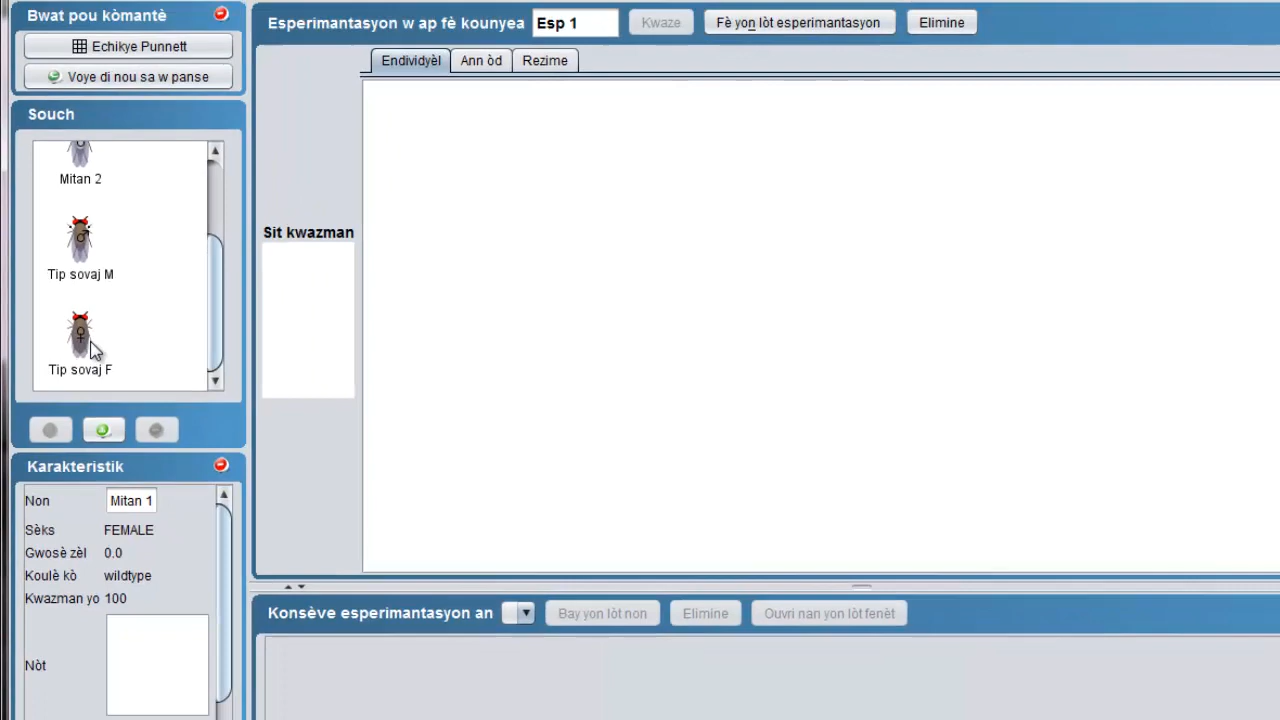 Bwat pou kòmantè
Echikye Punnett
Voye di nou sa w panse
Souch
Mitan 2
Tip sovaj M
Tip sovaj F
Karakteristik
Non Mitan 1
Sèks FEMALE
Gwosè zèl 0.0
Koulè kò wildtype
Kwazman yo 100
Nòt
Esperimantasyon w ap fè kounyea Esp 1 Kwaze Fè yon lòt esperimantasyon Elimine
Endividyèl Ann òd Rezime
Sit kwazman
Konsève esperimantasyon an Bay yon lòt non Elimine Ouvri nan yon lòt fenèt